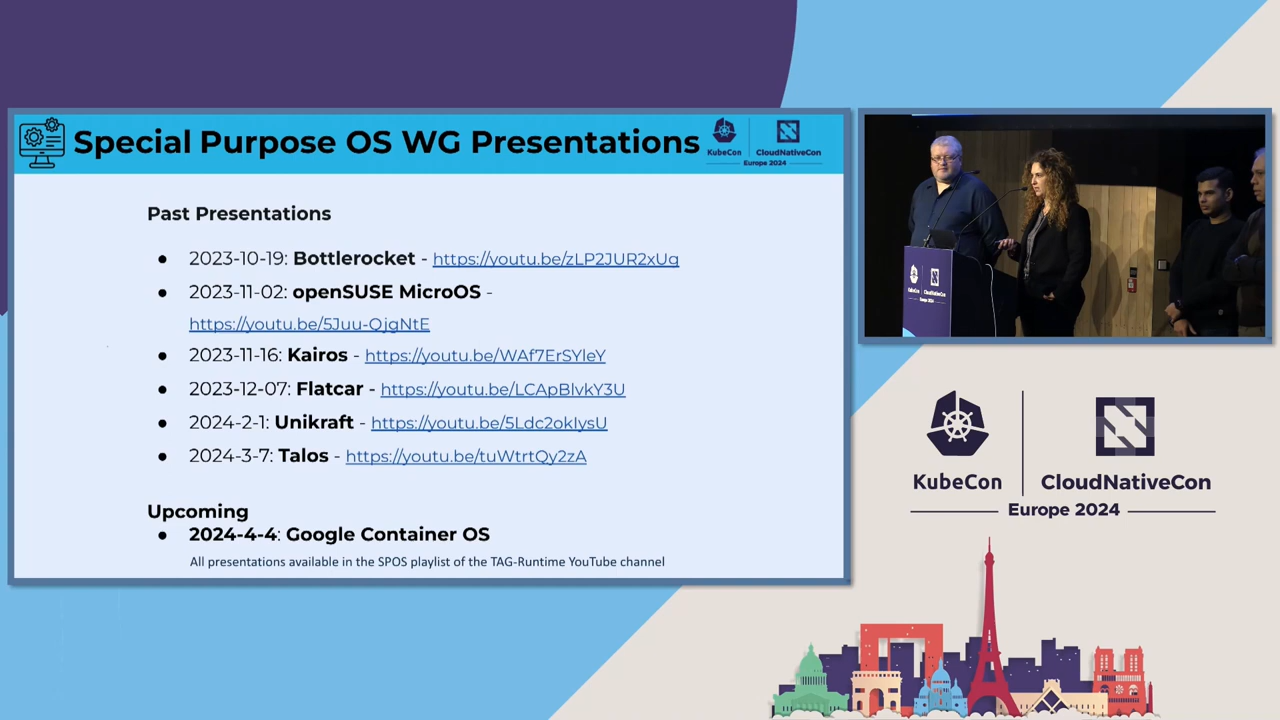 Special Purpose OS WG Presentations
KubeCon
CloudNativeCon
Europe 2024
Past Presentations
● 2023-10-19: Bottlerocket - https://youtu.be/zLP2JUR2xUq
● 2023-11-02: openSUSE MicroOS -
https://youtu.be/5Juu-QjgNtE
● 2023-11-16: Kairos - https://youtu.be/WAf7ErSYleY
● 2023-12-07: Flatcar - https://youtu.be/LCApBlvkY3U
● 2024-2-1: Unikraft - https://youtu.be/5Ldc2okIysU
● 2024-3-7: Talos - https://youtu.be/tuWtrtQy2zA
Upcoming
● 2024-4-4: Google Container OS
All presentations available in the SPOS playlist of the TAG-Runtime YouTube channel
KubeCon
CloudNativeCon
Europe 2024